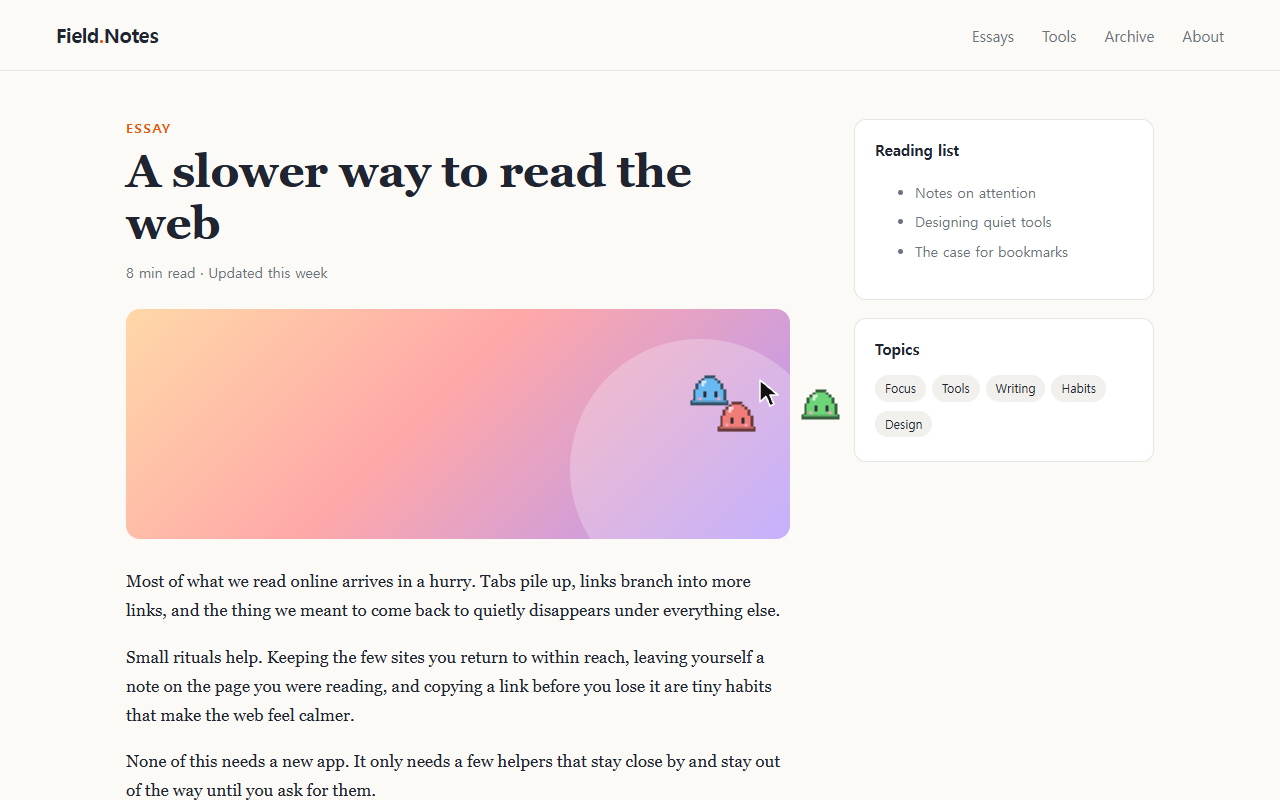 Field.Notes
Essays Tools Archive About
ESSAY
A slower way to read the
web
8 min read · Updated this week
Most of what we read online arrives in a hurry. Tabs pile up, links branch into more
links, and the thing we meant to come back to quietly disappears under everything else.
Small rituals help. Keeping the few sites you return to within reach, leaving yourself a
note on the page you were reading, and copying a link before you lose it are tiny habits
that make the web feel calmer.
None of this needs a new app. It only needs a few helpers that stay close by and stay out
of the way until you ask for them.
Reading list
Notes on attention
Designing quiet tools
The case for bookmarks
Topics
Focus Tools Writing Habits
Design